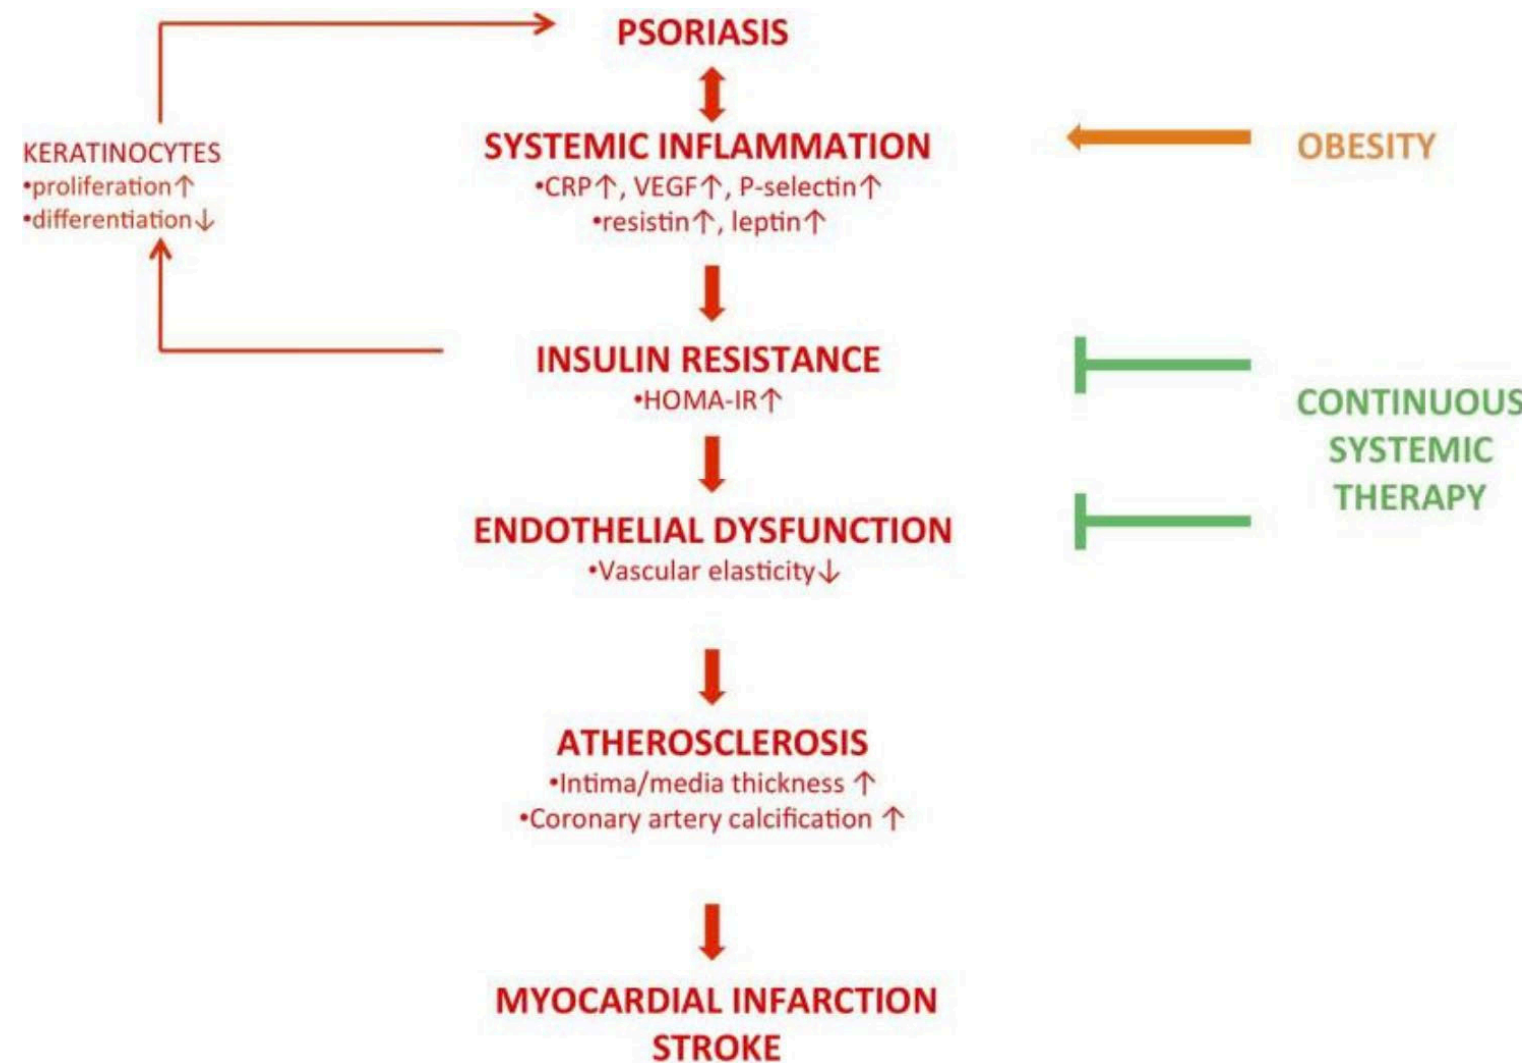 PSORIASIS
KERATINOCYTES
•proliferation↑
•differentiation↓
SYSTEMIC INFLAMMATION
•CRP↑, VEGF↑, P-selectin↑
•resistin↑, leptin↑
OBESITY
INSULIN RESISTANCE
•HOMA-IR↑
CONTINUOUS
SYSTEMIC
THERAPY
ENDOTHELIAL DYSFUNCTION
•Vascular elasticity↓
ATHEROSCLEROSIS
•Intima/media thickness ↑
•Coronary artery calcification ↑
MYOCARDIAL INFARCTION
STROKE